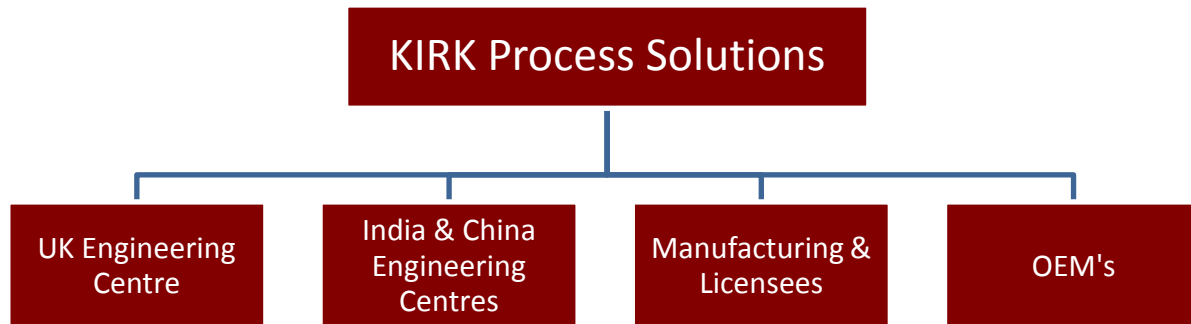 KIRK Process Solutions
UK Engineering
Centre
India & China
Engineering
Centres
Manufacturing &
Licensees
OEM's